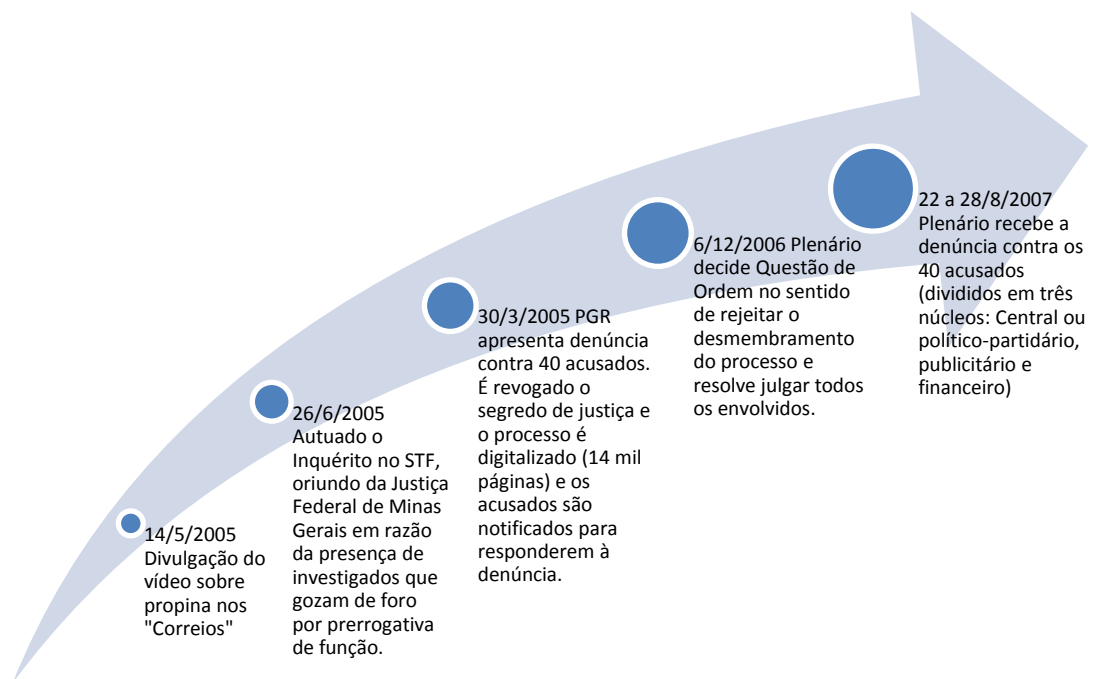 14/5/2005
Divulgação do
vídeo sobre
propina nos
"Correios"
26/6/2005
Autuado o
Inquérito no STF,
oriundo da Justiça
Federal de Minas
Gerais em razão
da presença de
investigados que
gozam de foro
por prerrogativa
de função.
30/3/2005 PGR
apresenta denúncia
contra 40 acusados.
É revogado o
segredo de justiça e
o processo é
digitalizado (14 mil
páginas) e os
acusados são
notificados para
responderem à
denúncia.
6/12/2006 Plenário
decide Questão de
Ordem no sentido
de rejeitar o
desmembramento
do processo e
resolve julgar todos
os envolvidos.
22 a 28/8/2007
Plenário recebe a
denúncia contra os
40 acusados
(divididos em três
núcleos: Central ou
político-partidário,
publicitário e
financeiro)